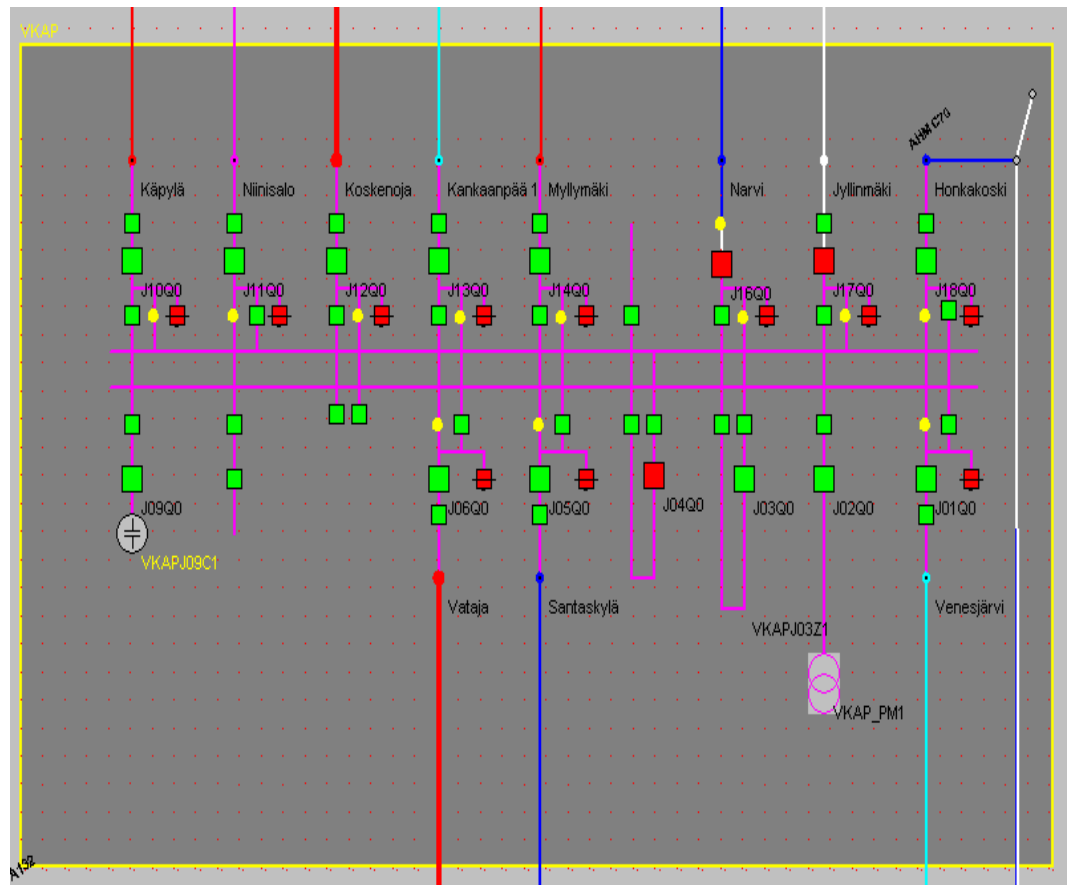 VKAP
AHM C70
Käpylä
Niinisalo
Koskenoja
Kankaanpää 1
Myllymäki
Narvi
Jyllinmäki
Honkakoski
J10Q0
J11Q0
J12Q0
J13Q0
J14Q0
J16Q0
J17Q0
J18Q0
J09Q0
J06Q0
J05Q0
J04Q0
J03Q0
J02Q0
J01Q0
VKAPJ09C1
Vataja
Santaskylä
Venesjärvi
VKAPJ03Z1
VKAP_PM1
A132